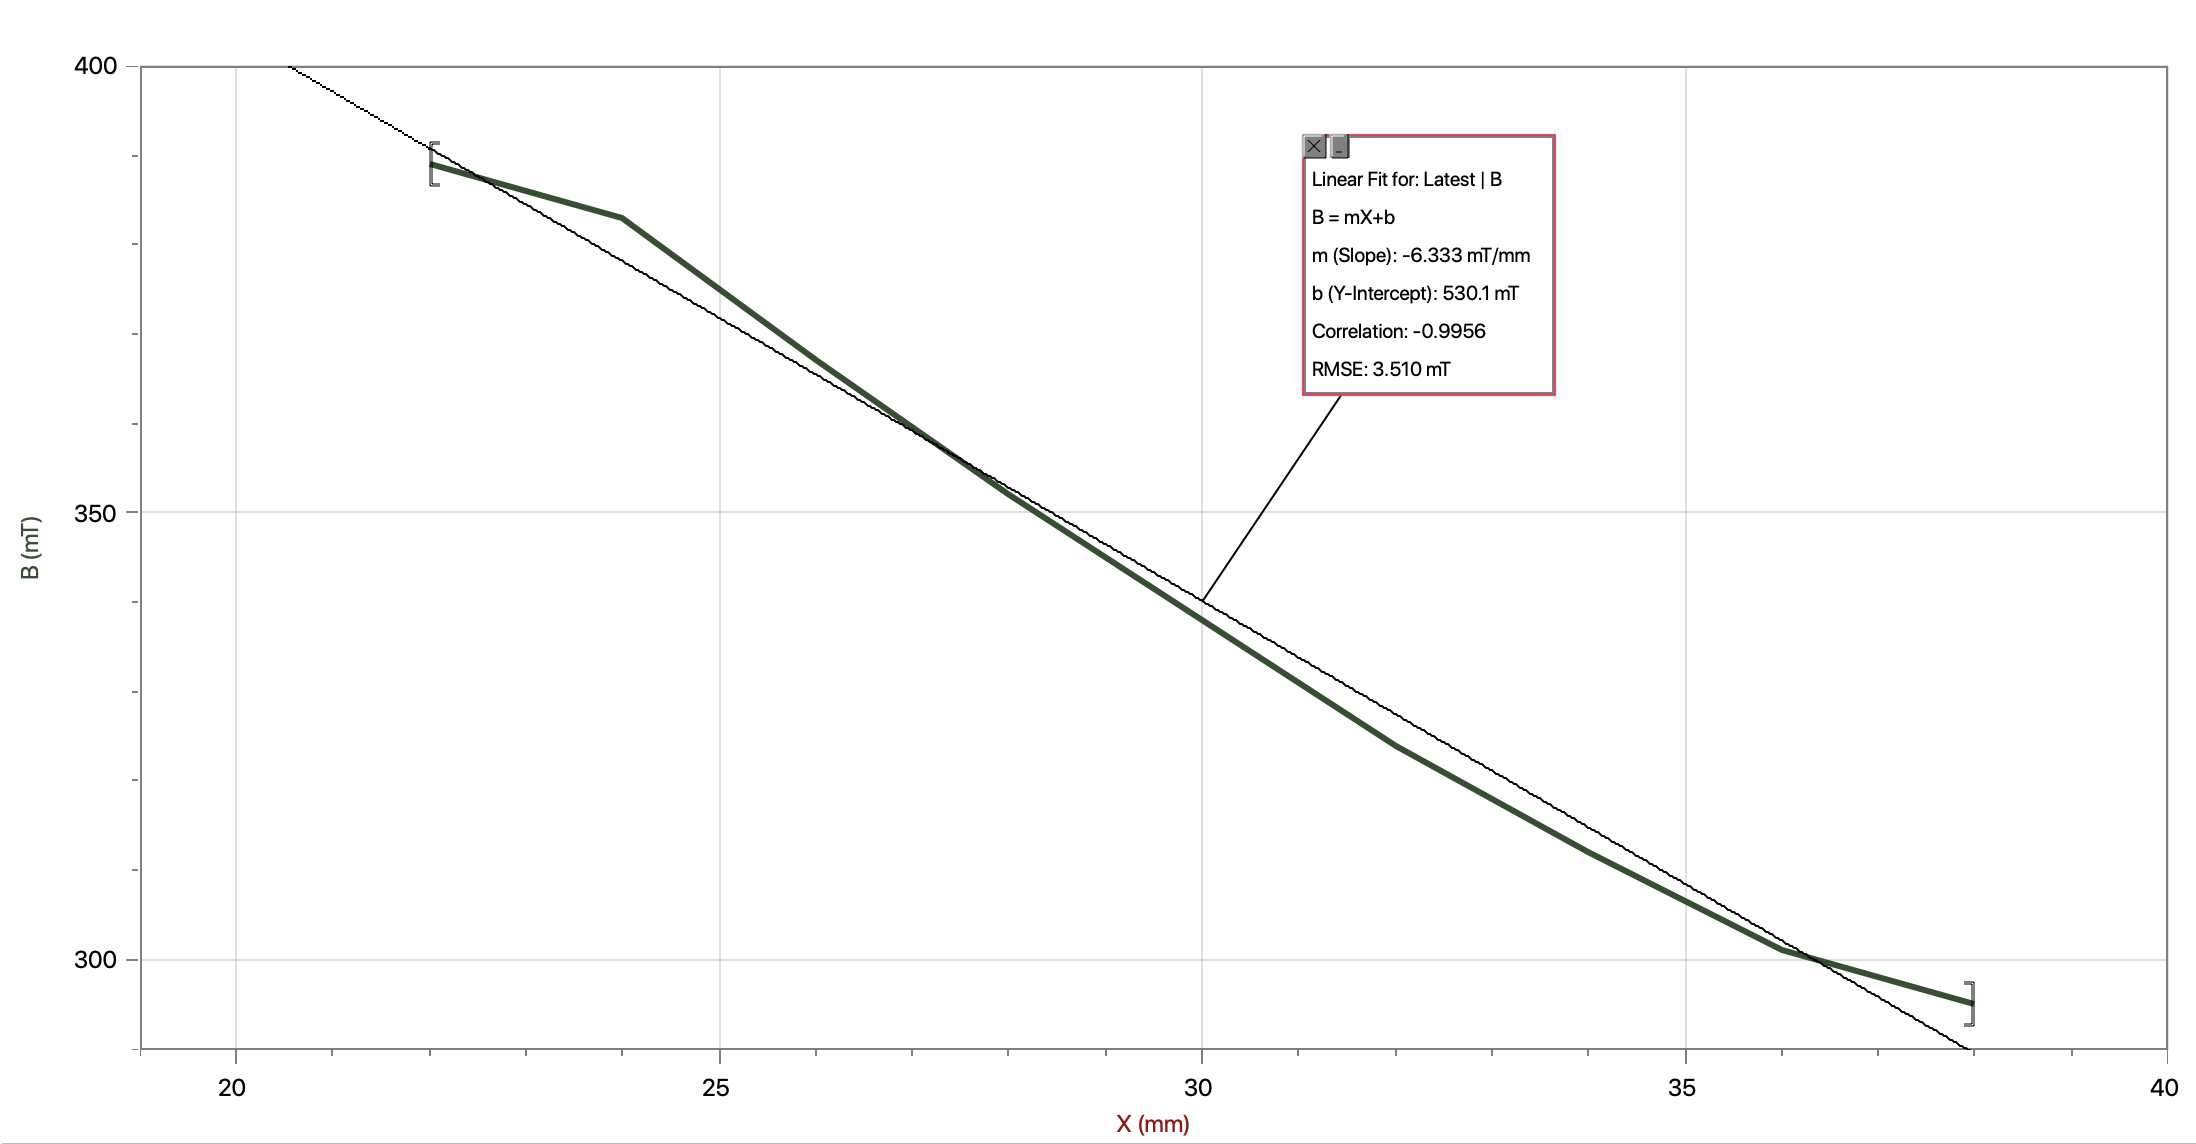 400
350
300
B (mT)
Linear Fit for: Latest | B
B = mX+b
m (Slope): -6.333 mT/mm
b (Y-Intercept): 530.1 mT
Correlation: -0.9956
RMSE: 3.510 mT
20 25 30 35 40
X (mm)